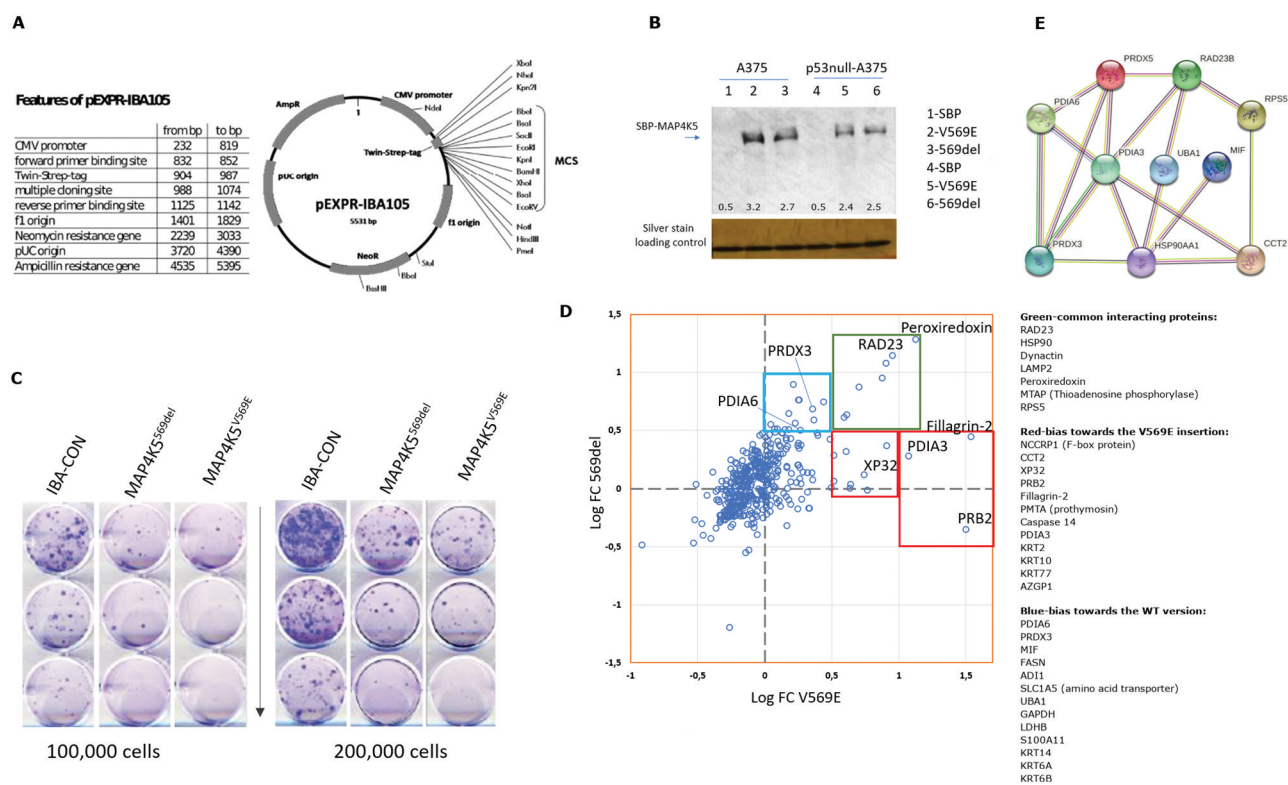 A
Features of pEXPR-IBA105
from bp to bp
CMV promoter 232 819
forward primer binding site 832 852
Twin-Strep-tag 904 987
multiple cloning site 988 1074
reverse primer binding site 1125 1142
f1 origin 1401 1829
Neomycin resistance gene 2239 3033
pUC origin 3720 4390
Ampicillin resistance gene 4535 5395
AmpR
CMV promoter
1
NdeI
Twin-Strep-tag
pUC origin
pEXPR-IBA105
5531 bp
f1 origin
NeoR
StuI
BbeI
BssHII
XbaI
NheI
Kpn2I
BbeI
BsaI
SacII
EcoRI
KpnI
BamHI
XhoI
BsaI
EcoRV
MCS
NotI
HindIII
PmeI
B
A375 p53null-A375
1 2 3 4 5 6
SBP-MAP4K5
0.5 3.2 2.7 0.5 2.4 2.5
Silver stain
loading control
1-SBP
2-V569E
3-569del
4-SBP
5-V569E
6-569del
C
IBA-CON
MAP4K5569del
MAP4K5V569E
IBA-CON
MAP4K5569del
MAP4K5V569E
100,000 cells
200,000 cells
D
1,5
1
0,5
0
-0,5
-1
-1,5
Log FC 569del
-1 -0,5 0 0,5 1 1,5
Log FC V569E
Peroxiredoxin
RAD23
PRDX3
PDIA6
Fillagrin-2
PDIA3
XP32
PRB2
E
PRDX5
RAD23B
PDIA6
RPS5
PDIA3
UBA1
MIF
PRDX3
HSP90AA1
CCT2
Green-common interacting proteins:
RAD23
HSP90
Dynactin
LAMP2
Peroxiredoxin
MTAP (Thioadenosine phosphorylase)
RPS5
Red-bias towards the V569E insertion:
NCCRP1 (F-box protein)
CCT2
XP32
PRB2
Fillagrin-2
PMTA (prothymosin)
Caspase 14
PDIA3
KRT2
KRT10
KRT77
AZGP1
Blue-bias towards the WT version:
PDIA6
PRDX3
MIF
FASN
ADI1
SLC1A5 (amino acid transporter)
UBA1
GAPDH
LDHB
S100A11
KRT14
KRT6A
KRT6B